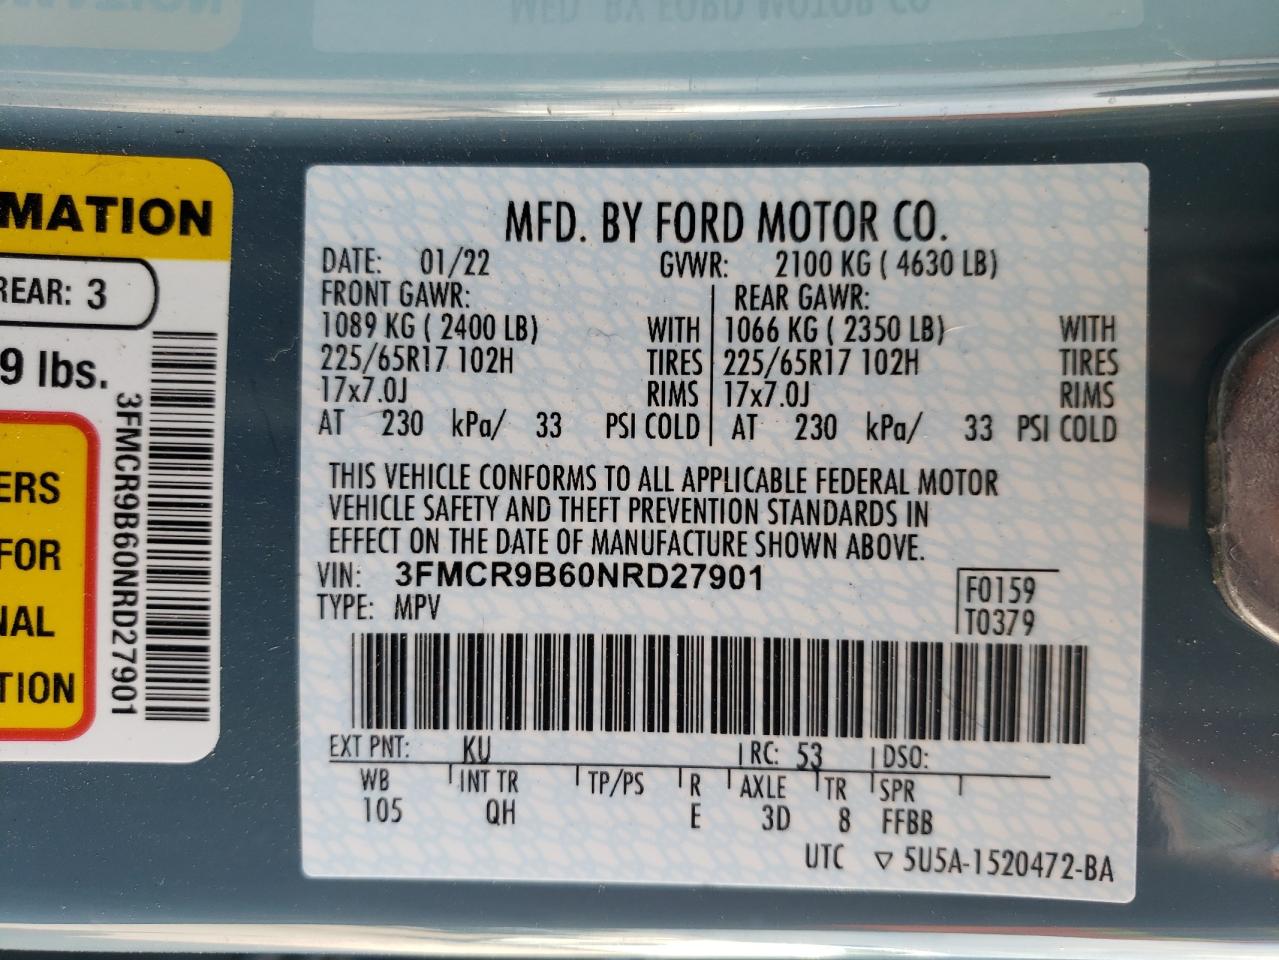 MATION
REAR: 3
9 lbs.
3FMCR9B60NRD27901
ERS
FOR
NAL
TION
MFD. BY FORD MOTOR CO.
DATE: 01/22 GVWR: 2100 KG ( 4630 LB)
FRONT GAWR: REAR GAWR:
1089 KG ( 2400 LB) WITH 1066 KG ( 2350 LB) WITH
225/65R17 102H TIRES 225/65R17 102H TIRES
17x7.0J RIMS 17x7.0J RIMS
AT 230 kPa/ 33 PSI COLD AT 230 kPa/ 33 PSI COLD
THIS VEHICLE CONFORMS TO ALL APPLICABLE FEDERAL MOTOR
VEHICLE SAFETY AND THEFT PREVENTION STANDARDS IN
EFFECT ON THE DATE OF MANUFACTURE SHOWN ABOVE.
VIN: 3FMCR9B60NRD27901
TYPE: MPV
F0159
T0379
EXT PNT: KU RC: 53 DSO:
WB INT TR TP/PS R AXLE TR SPR
105 QH E 3D 8 FFBB
UTC ▽ 5U5A-1520472-BA